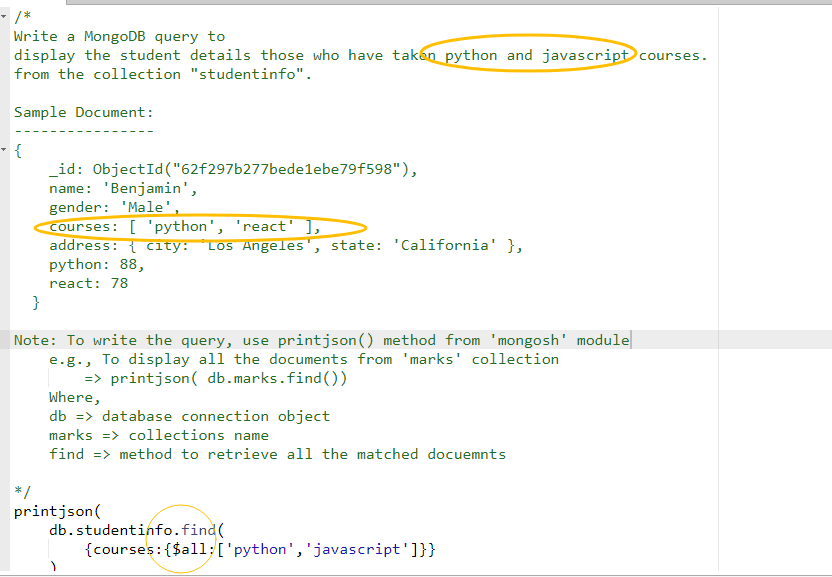 /*
Write a MongoDB query to
display the student details those who have taken python and javascript courses.
from the collection "studentinfo".
Sample Document:
----------------
{
_id: ObjectId("62f297b277bede1ebe79f598"),
name: 'Benjamin',
gender: 'Male',
courses: [ 'python', 'react' ],
address: { city: 'Los Angeles', state: 'California' },
python: 88,
react: 78
}
Note: To write the query, use printjson() method from 'mongosh' module
e.g., To display all the documents from 'marks' collection
=> printjson( db.marks.find())
Where,
db => database connection object
marks => collections name
find => method to retrieve all the matched docuemnts
*/
printjson(
db.studentinfo.find(
{courses:{$all:['python','javascript']}}
)